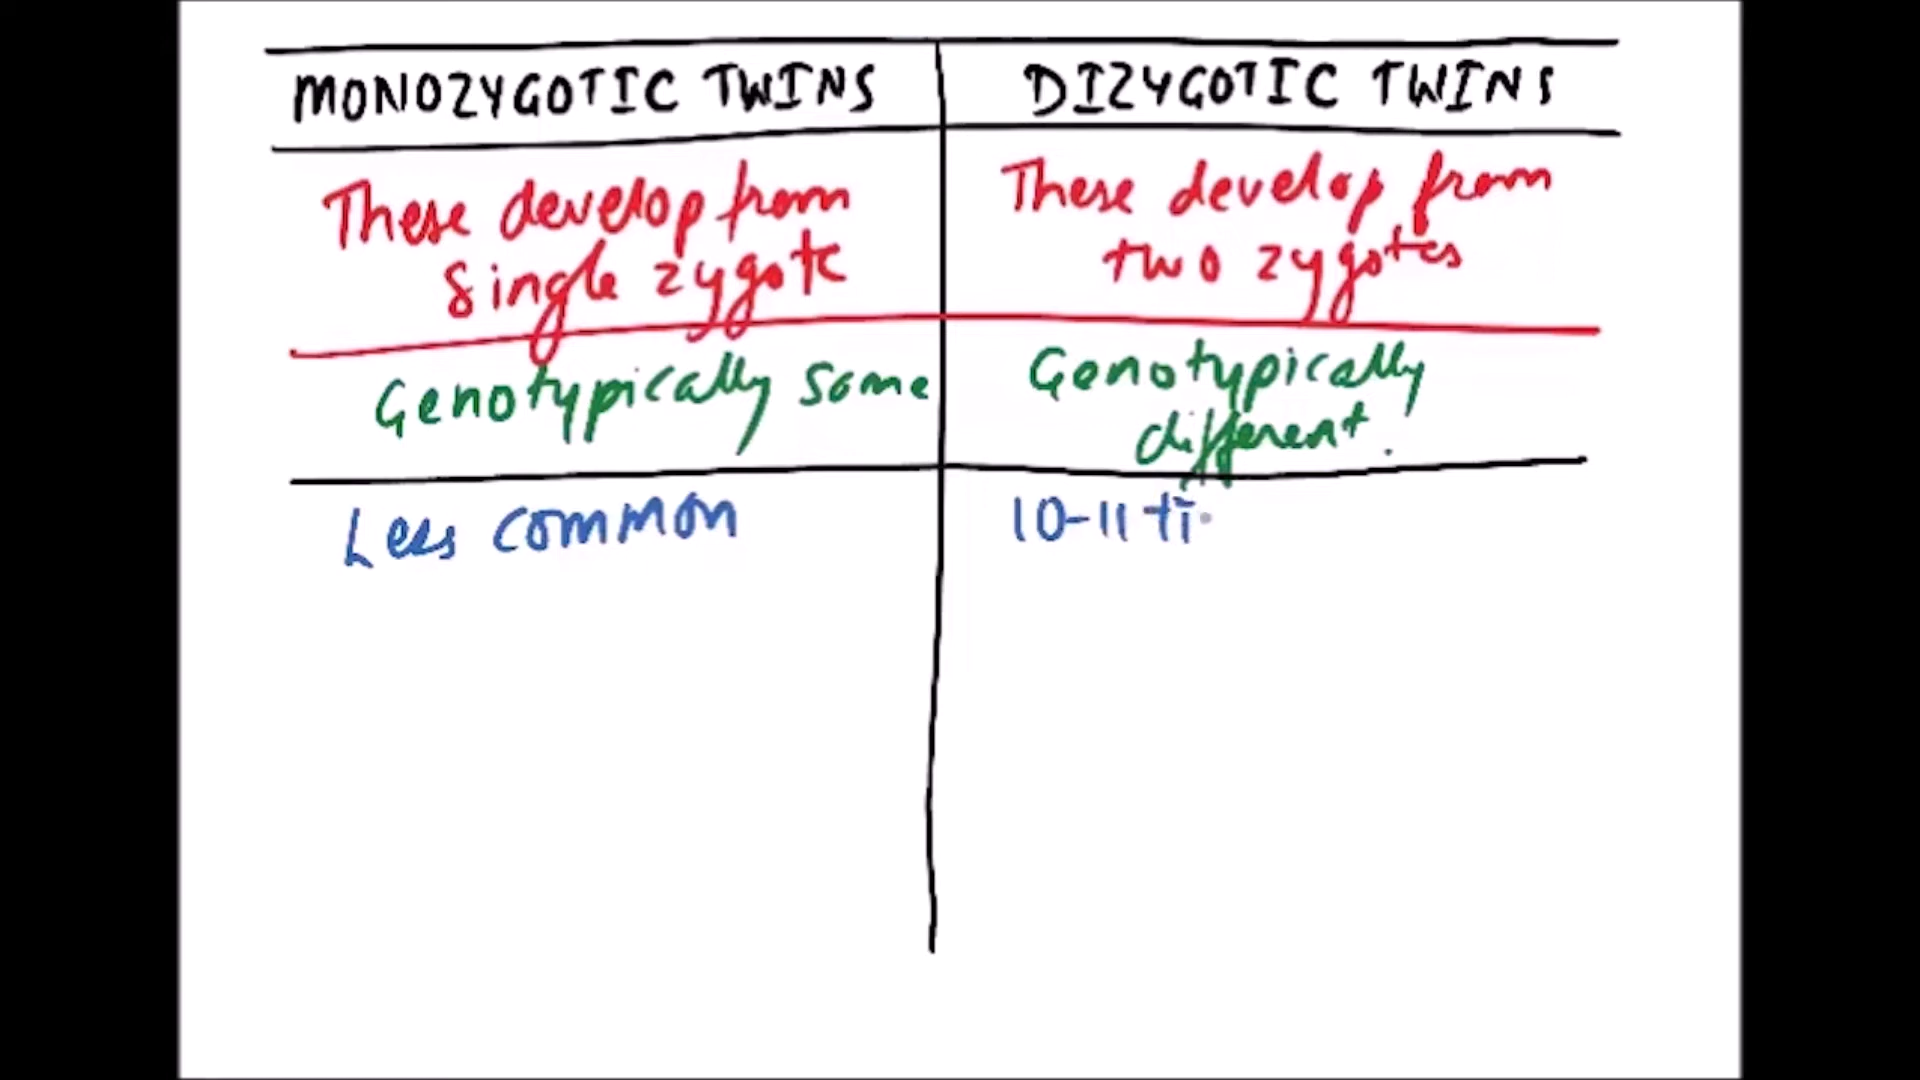 MONOZYGOTIC TWINS
DIZYGOTIC TWINS
These develop from
single zygote
These develop from
two zygotes
Genotypically same
Genotypically
different.
Less common
10-11 ti